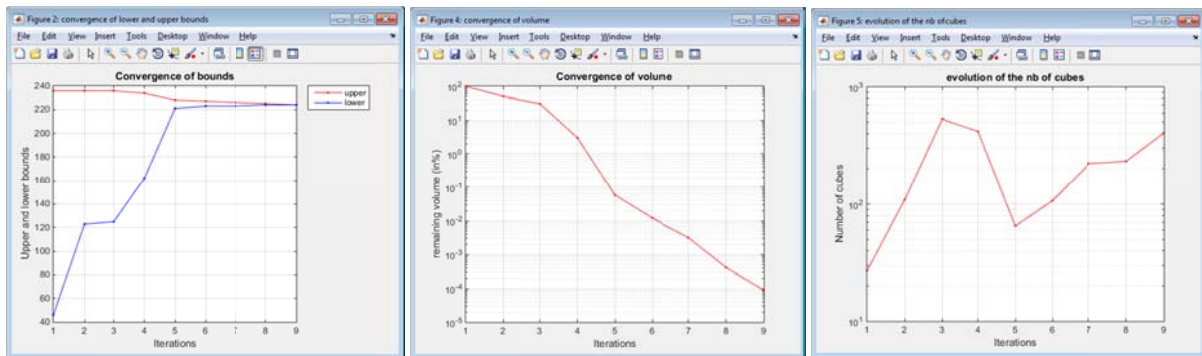 Figure 2: convergence of lower and upper bounds
File Edit View Insert Tools Desktop Window Help
Convergence of bounds
240
220
200
180
160
140
120
100
80
60
40
1 2 3 4 5 6 7 8 9
Upper and lower bounds
Iterations
upper
lower
Figure 4: convergence of volume
File Edit View Insert Tools Desktop Window Help
Convergence of volume
10^2
10^1
10^0
10^-1
10^-2
10^-3
10^-4
10^-5
1 2 3 4 5 6 7 8 9
remaining volume (in%)
Iterations
Figure 5: evolution of the nb of cubes
File Edit View Insert Tools Desktop Window Help
evolution of the nb of cubes
10^3
10^2
10^1
1 2 3 4 5 6 7 8 9
Number of cubes
Iterations